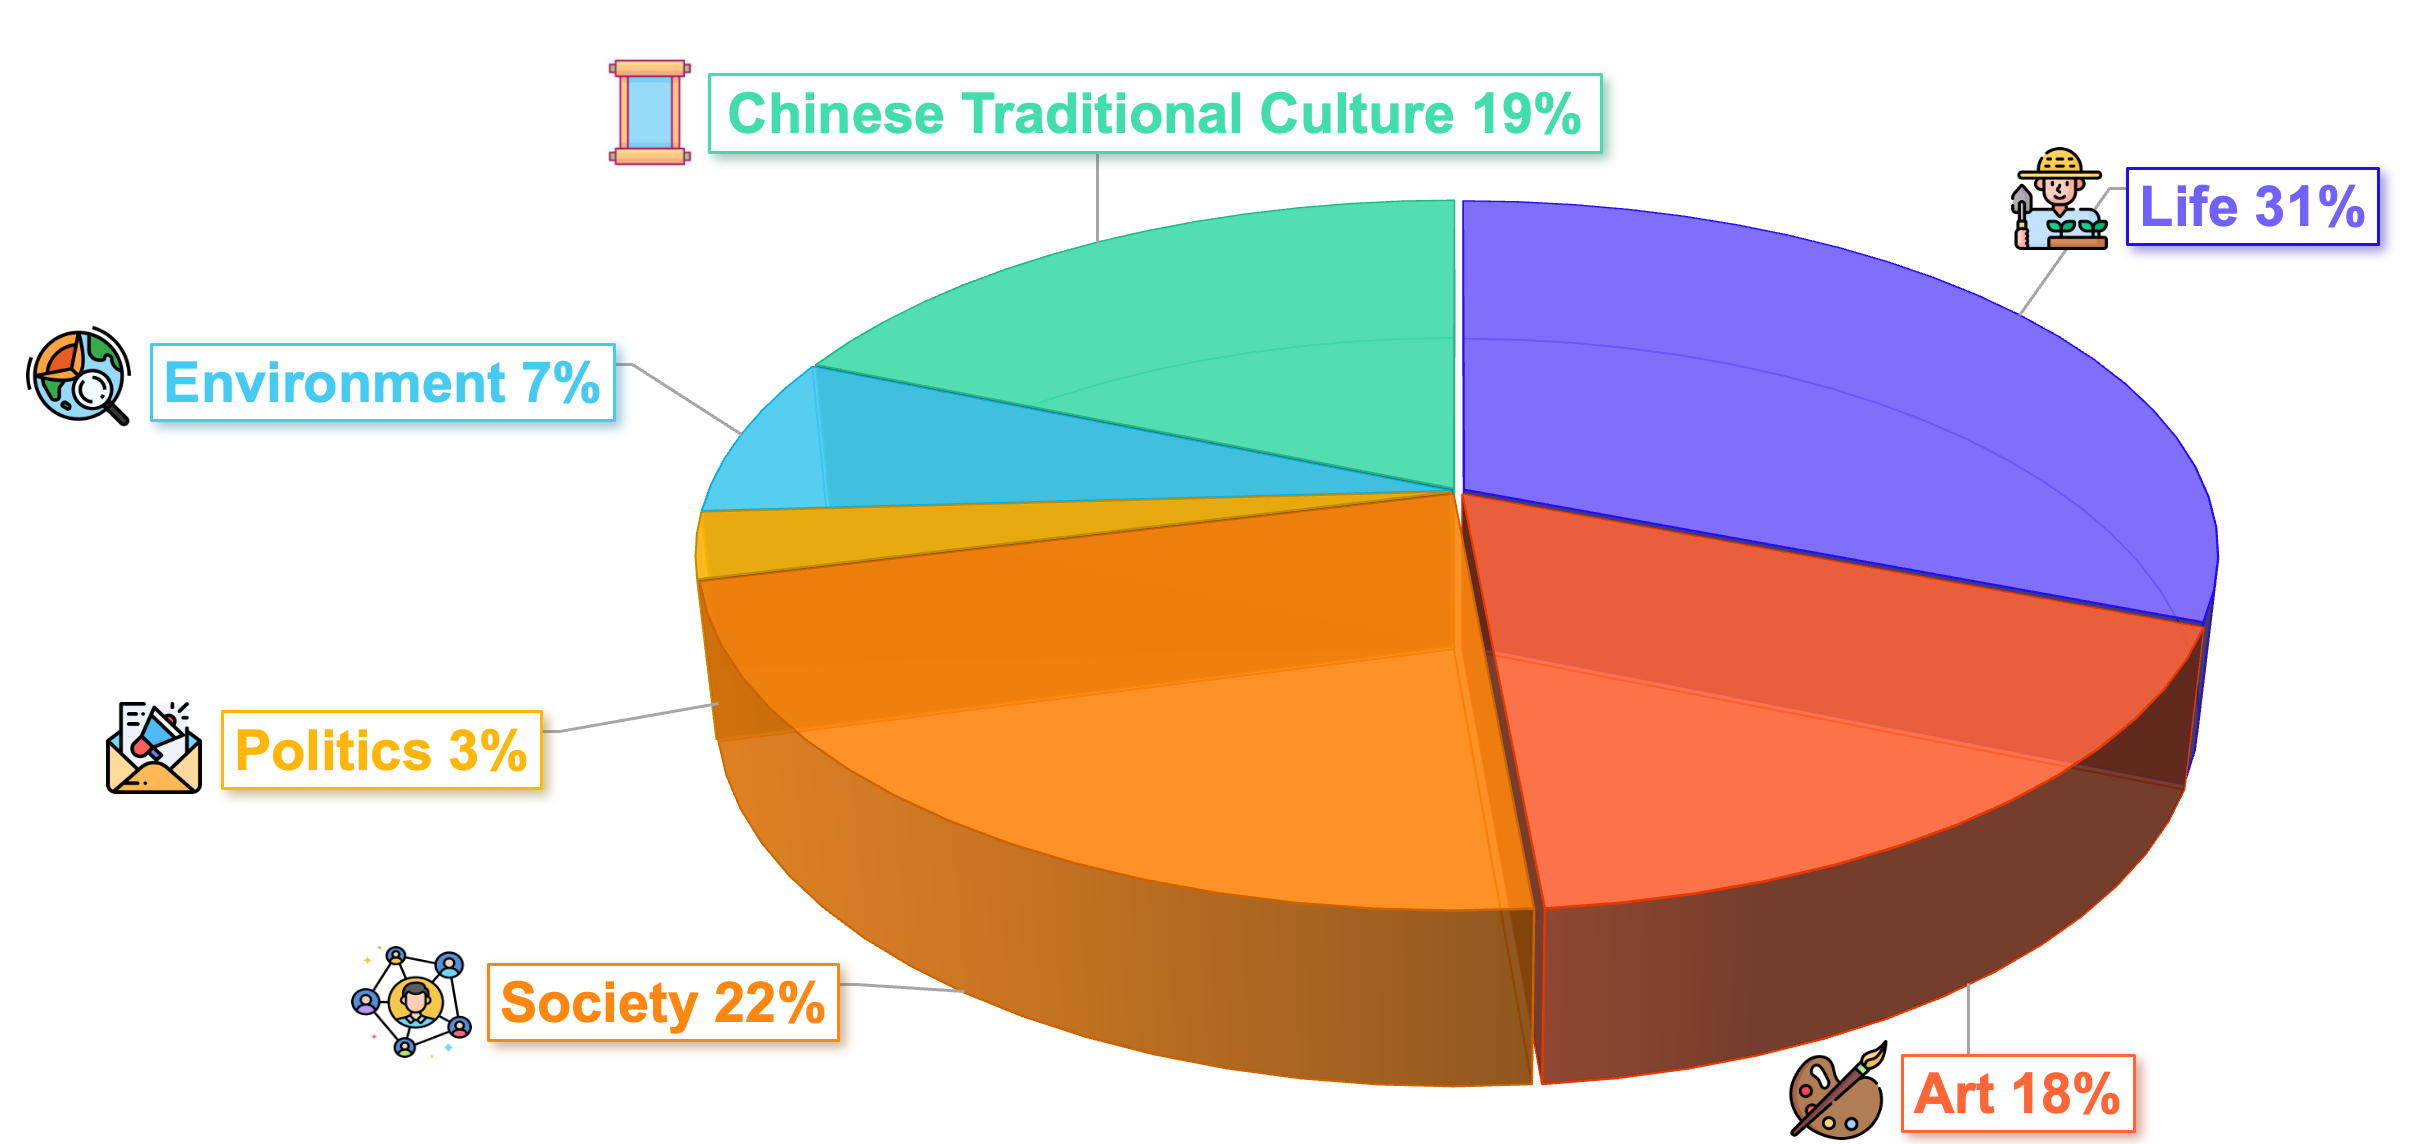 Chinese Traditional Culture 19%
Life 31%
Environment 7%
Politics 3%
Society 22%
Art 18%